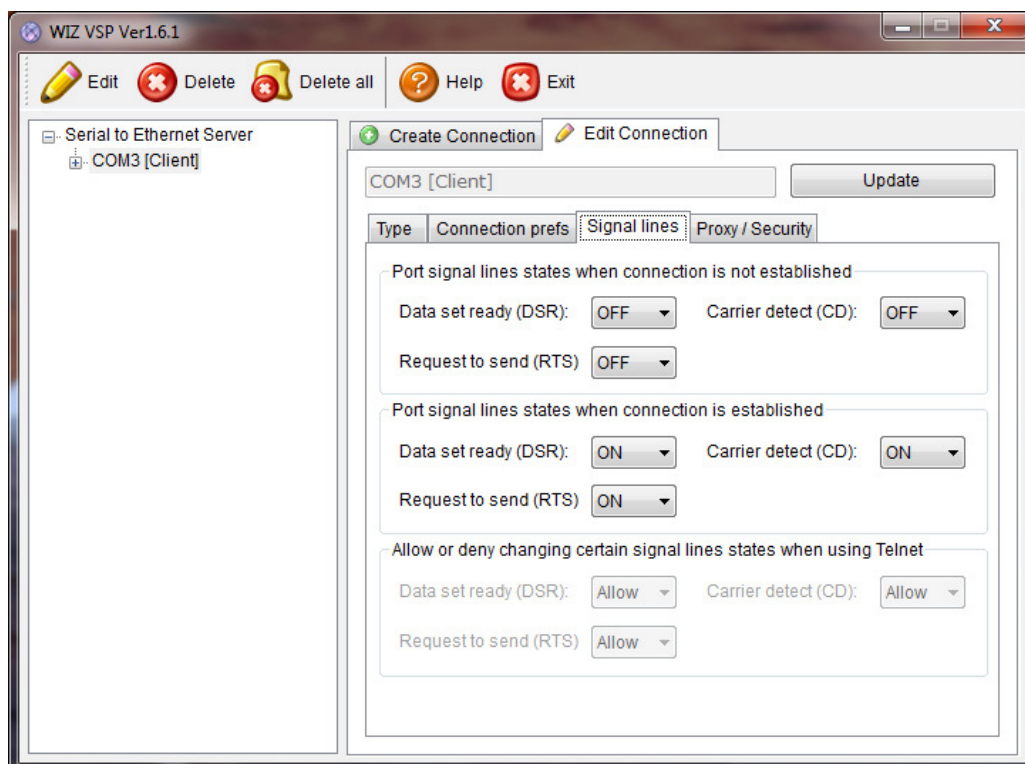 WIZ VSP Ver1.6.1
Edit Delete Delete all Help Exit
Serial to Ethernet Server
COM3 [Client]
Create Connection Edit Connection
COM3 [Client] Update
Type Connection prefs Signal lines Proxy / Security
Port signal lines states when connection is not established
Data set ready (DSR): OFF Carrier detect (CD): OFF
Request to send (RTS) OFF
Port signal lines states when connection is established
Data set ready (DSR): ON Carrier detect (CD): ON
Request to send (RTS) ON
Allow or deny changing certain signal lines states when using Telnet
Data set ready (DSR): Allow Carrier detect (CD): Allow
Request to send (RTS) Allow